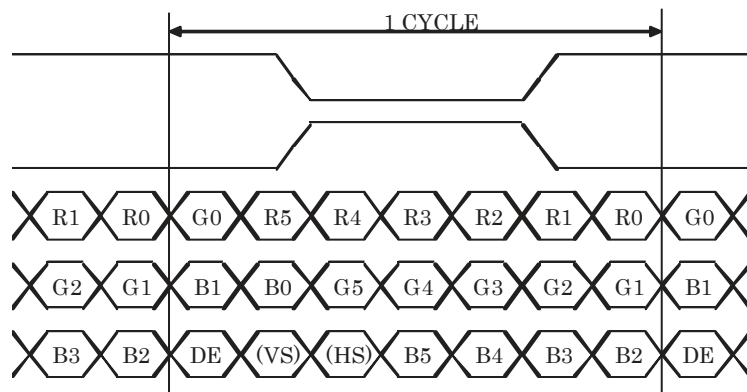 1 CYCLE
R1 R0 G0 R5 R4 R3 R2 R1 R0 G0
G2 G1 B1 B0 G5 G4 G3 G2 G1 B1
B3 B2 DE (VS) (HS) B5 B4 B3 B2 DE